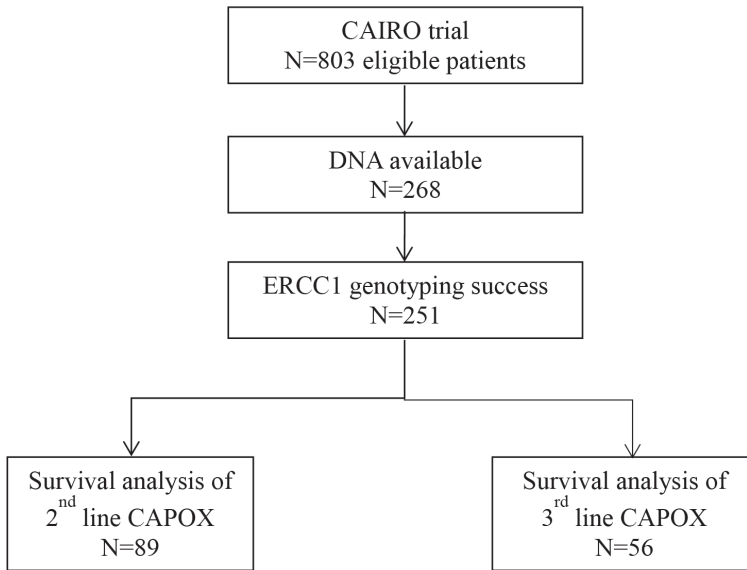 CAIRO trial
N=803 eligible patients
DNA available
N=268
ERCC1 genotyping success
N=251
Survival analysis of
2nd line CAPOX
N=89
Survival analysis of
3rd line CAPOX
N=56